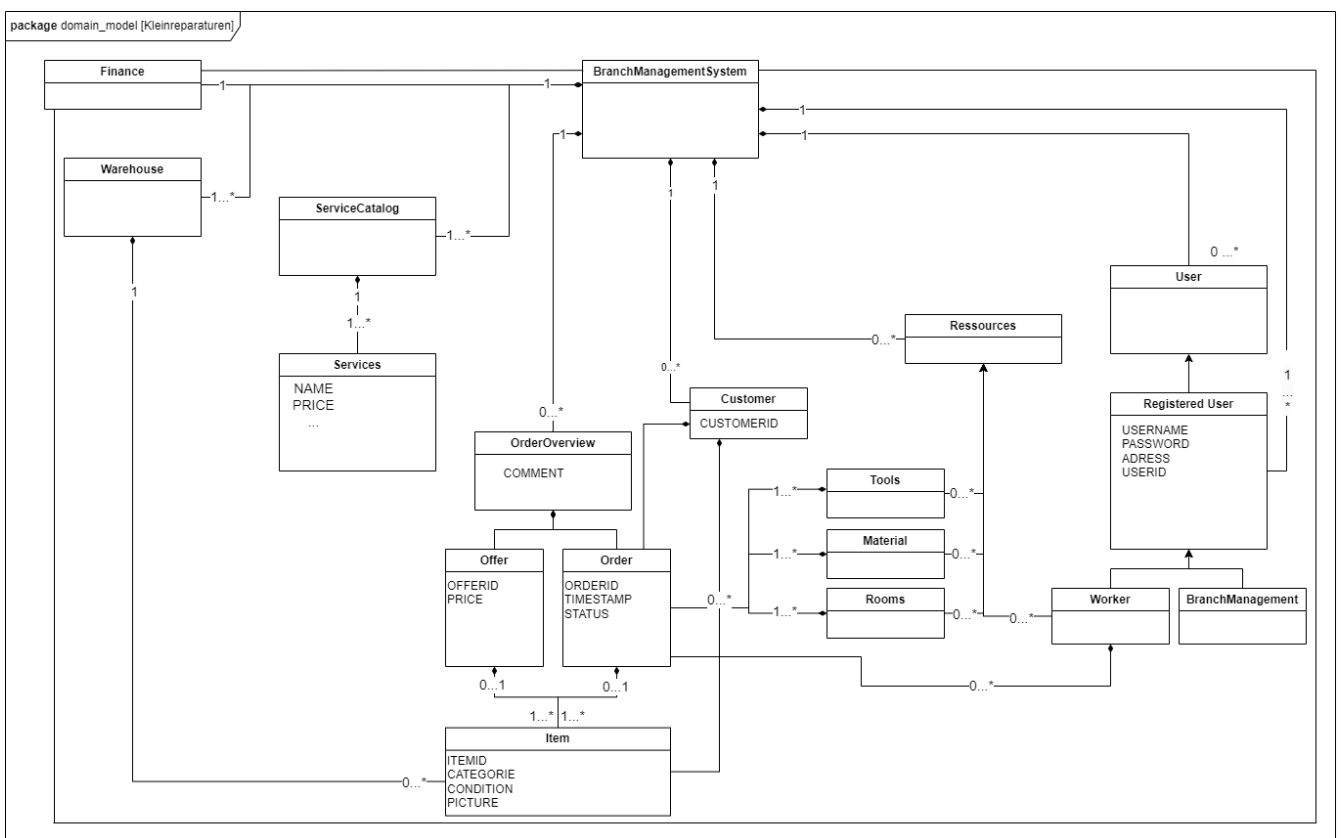 package domain_model [Kleinreparaturen]
Finance
BranchManagementSystem
1
1
1
1
1
1
1
Warehouse
1...*
ServiceCatalog
1...*
0 ...*
User
1
1
1...*
Ressources
0...*
Services
NAME
PRICE
...
0...*
1
...
*
Customer
CUSTOMERID
Registered User
USERNAME
PASSWORD
ADRESS
USERID
0...*
OrderOverview
COMMENT
Tools
1...*
0...*
Material
1...*
0...*
Offer
OFFERID
PRICE
Order
ORDERID
TIMESTAMP
STATUS
0...*
Rooms
1...*
0...*
0...*
Worker
BranchManagement
0...1
0...1
0...*
1...*
1...*
Item
ITEMID
CATEGORIE
CONDITION
PICTURE
0...*